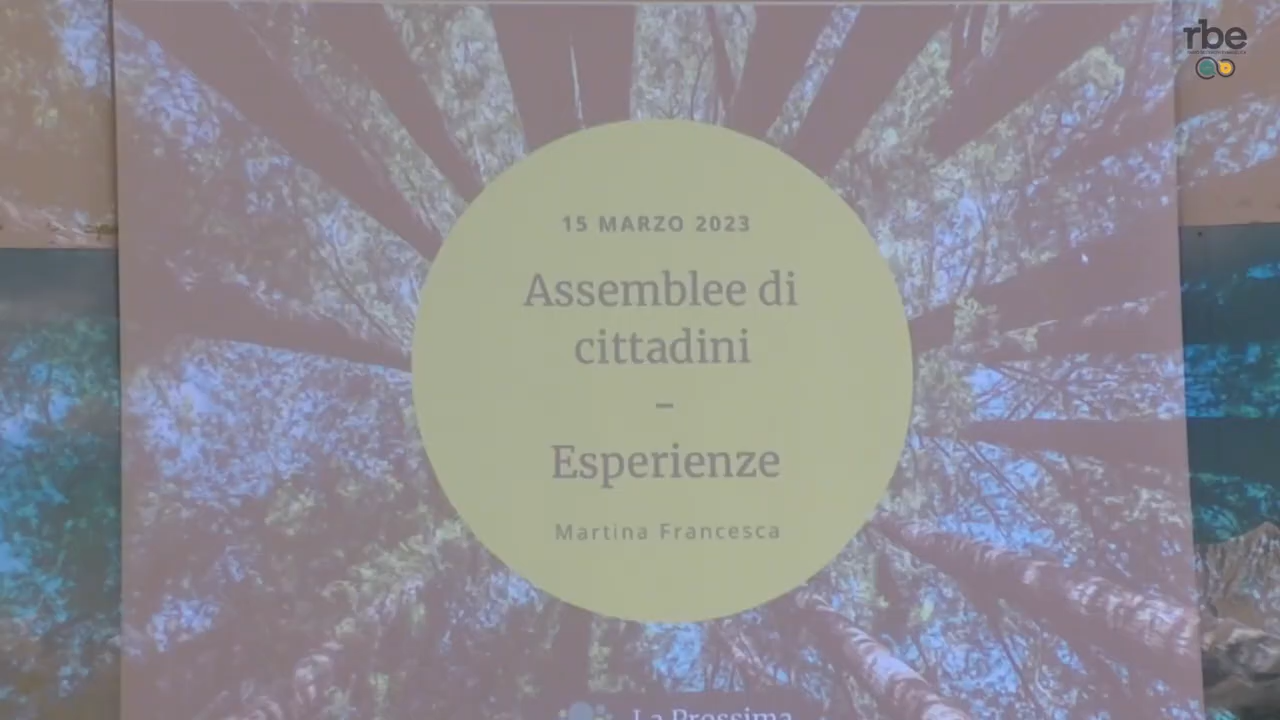 rbe
15 MARZO 2023
Assemblee di
cittadini
–
Esperienze
Martina Francesca
La Prossima